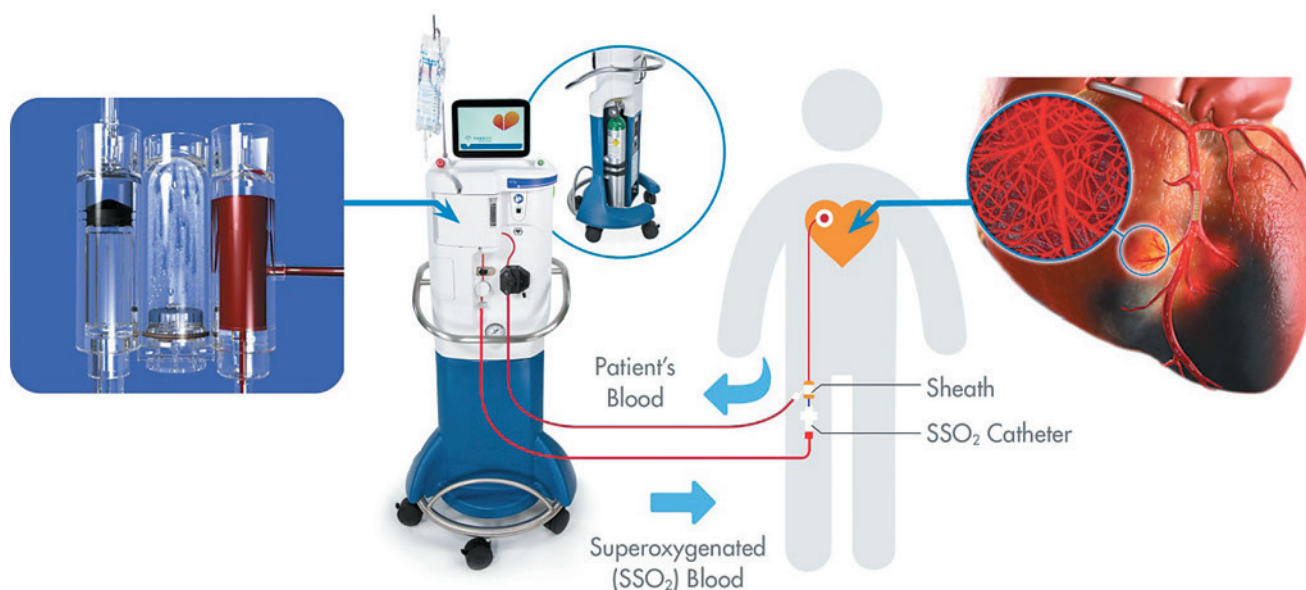 Patient's
Blood
Sheath
SSO₂ Catheter
Superoxygenated
(SSO₂) Blood